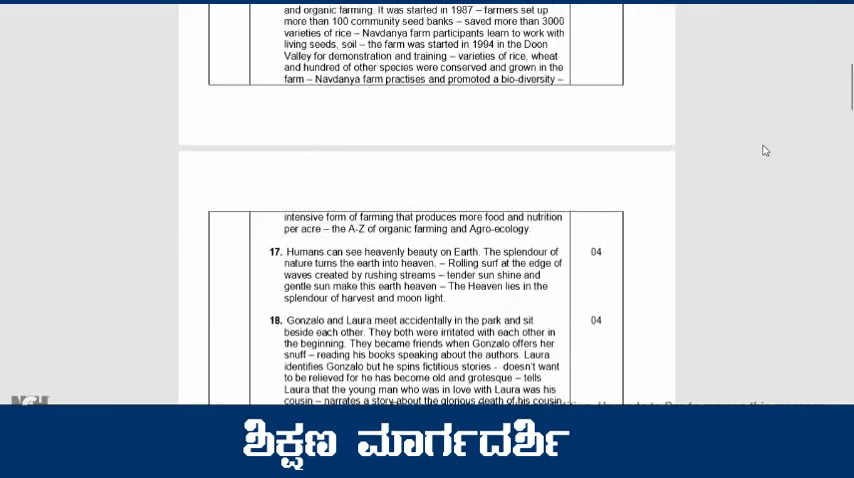 and organic farming. It was started in 1987 – farmers set up
more than 100 community seed banks – saved more than 3000
varieties of rice – Navdanya farm participants learn to work with
living seeds, soil – the farm was started in 1994 in the Doon
Valley for demonstration and training – varieties of rice, wheat
and hundred of other species were conserved and grown in the
farm – Navdanya farm practises and promoted a bio-diversity –
intensive form of farming that produces more food and nutrition
per acre – the A-Z of organic farming and Agro-ecology.
17. Humans can see heavenly beauty on Earth. The splendour of 04
nature turns the earth into heaven. – Rolling surf at the edge of
waves created by rushing streams – tender sun shine and
gentle sun make this earth heaven – The Heaven lies in the
splendour of harvest and moon light.
18. Gonzalo and Laura meet accidentally in the park and sit 04
beside each other. They both were irritated with each other in
the beginning. They became friends when Gonzalo offers her
snuff – reading his books speaking about the authors. Laura
identifies Gonzalo but he spins fictitious stories - doesn't want
to be relieved for he has become old and grotesque – tells
Laura that the young man who was in love with Laura was his
cousin – narrates a story about the glorious death of his cousin
ಶಿಕ್ಷಣ ಮಾರ್ಗದರ್ಶಿ